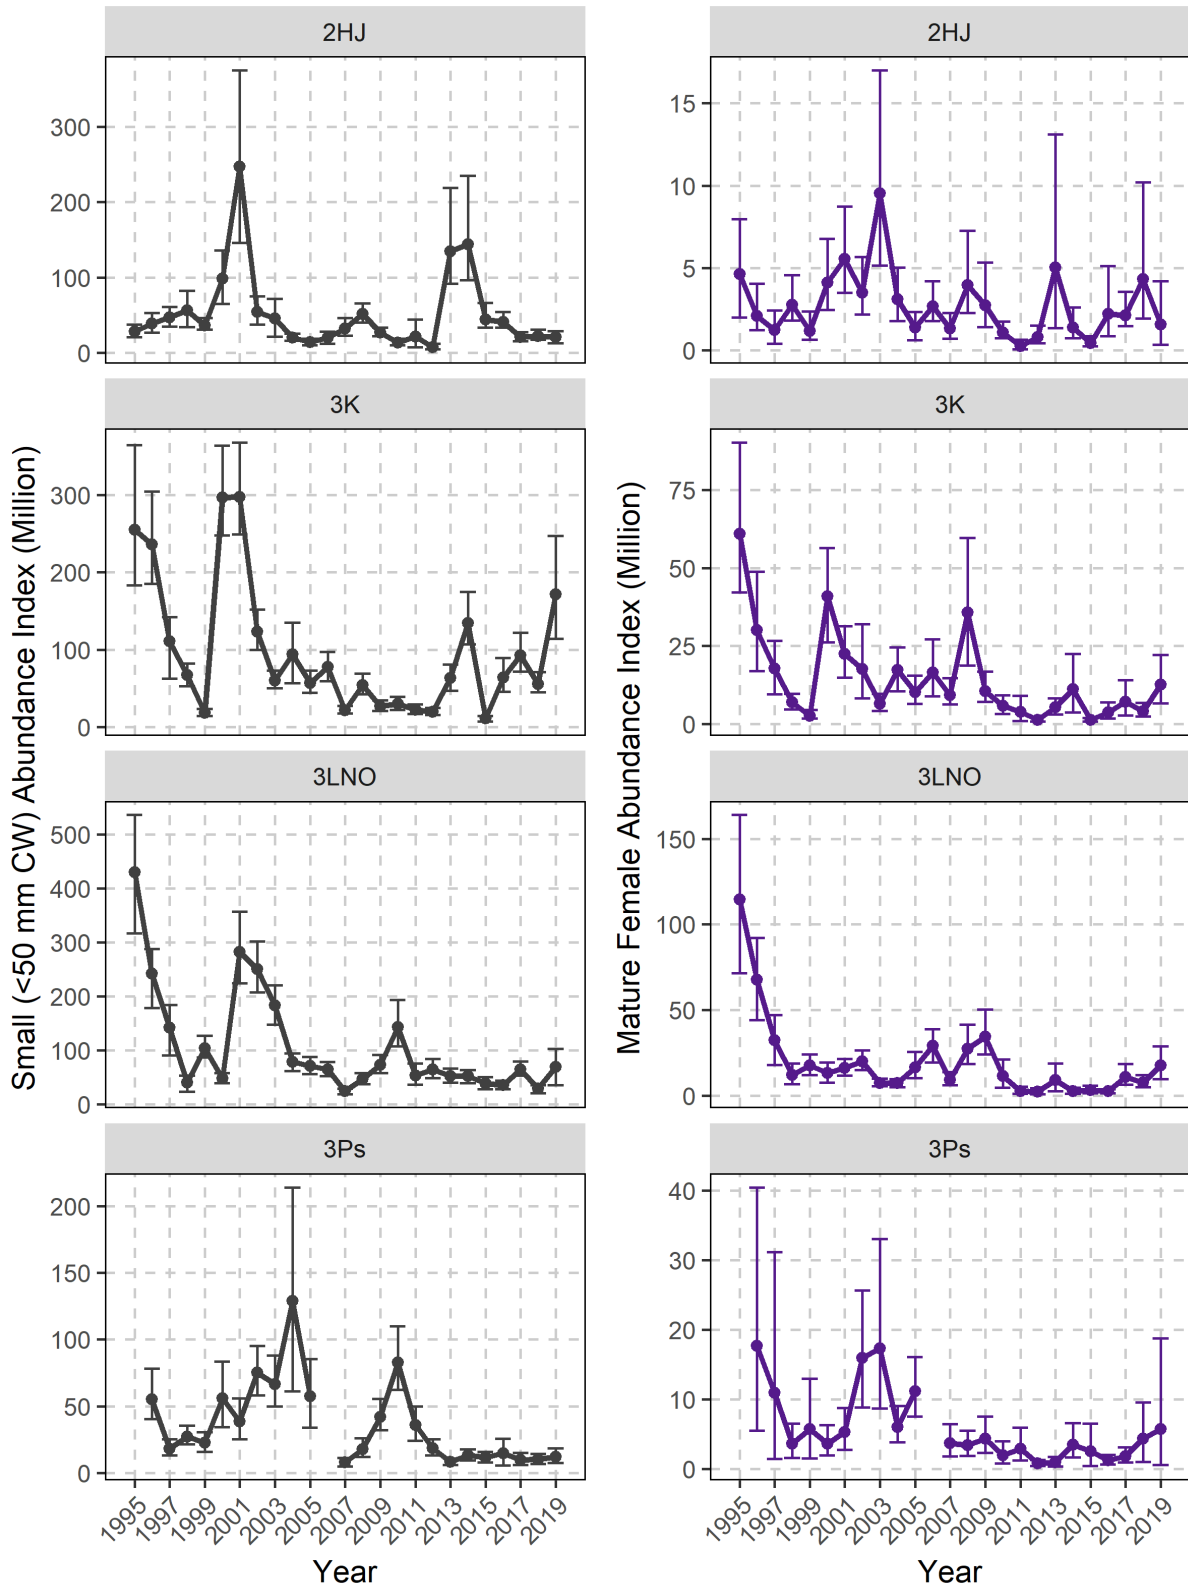 2HJ
300
200
100
0
3K
300
200
100
0
3LNO
500
400
300
200
100
0
3Ps
200
150
100
50
0
1995 1997 1999 2001 2003 2005 2007 2009 2011 2013 2015 2017 2019
Year
Small (<50 mm CW) Abundance Index (Million)
2HJ
15
10
5
0
3K
75
50
25
0
3LNO
150
100
50
0
3Ps
40
30
20
10
0
1995 1997 1999 2001 2003 2005 2007 2009 2011 2013 2015 2017 2019
Year
Mature Female Abundance Index (Million)